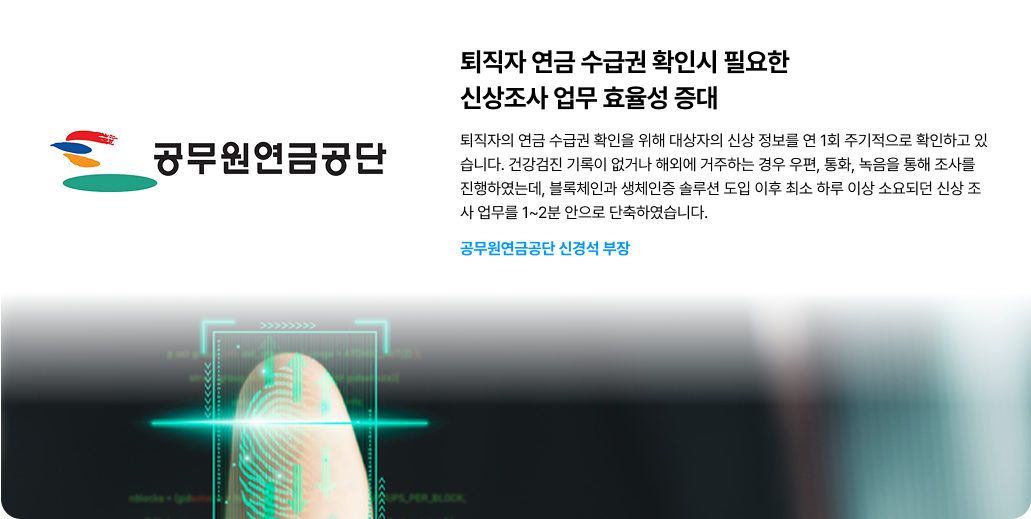 퇴직자 연금 수급권 확인시 필요한
신상조사 업무 효율성 증대
공무원연금공단
퇴직자의 연금 수급권 확인을 위해 대상자의 신상 정보를 연 1회 주기적으로 확인하고 있
습니다. 건강검진 기록이 없거나 해외에 거주하는 경우 우편, 통화, 녹음을 통해 조사를
진행하였는데, 블록체인과 생체인증 솔루션 도입 이후 최소 하루 이상 소요되던 신상 조
사 업무를 1~2분 안으로 단축하였습니다.
공무원연금공단 신경석 부장
>>>>>>>>
nblocks = (gid
UPS_PER_BLOCK;